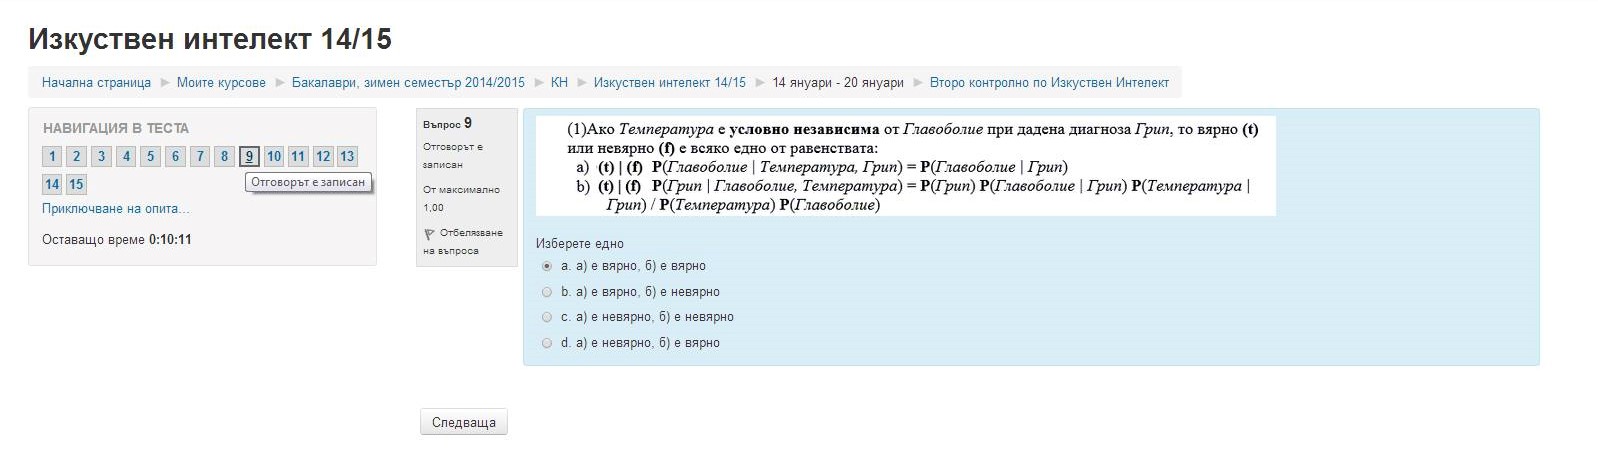 Изкуствен интелект 14/15
Начална страница ► Моите курсове ► Бакалаври, зимен семестър 2014/2015 ► КН ► Изкуствен интелект 14/15 ► 14 януари - 20 януари ► Второ контролно по Изкуствен Интелект
НАВИГАЦИЯ В ТЕСТА
1 2 3 4 5 6 7 8 9 10 11 12 13
14 15
Отговорът е записан
Приключване на опита...
Оставащо време 0:10:11
Въпрос 9
Отговорът е
записан
От максимално
1,00
Отбелязване
на въпроса
(1)Ако Температура е условно независима от Главоболие при дадена диагноза Грип, то вярно (t)
или невярно (f) е всяко едно от равенствата:
a) (t) | (f) P(Главоболие | Температура, Грип) = P(Главоболие | Грип)
b) (t) | (f) P(Грип | Главоболие, Температура) = P(Грип) P(Главоболие | Грип) P(Температура |
Грип) / P(Температура) P(Главоболие)
Изберете едно
a. а) е вярно, б) е вярно
b. а) е вярно, б) е невярно
c. а) е невярно, б) е невярно
d. а) е невярно, б) е вярно
Следваща